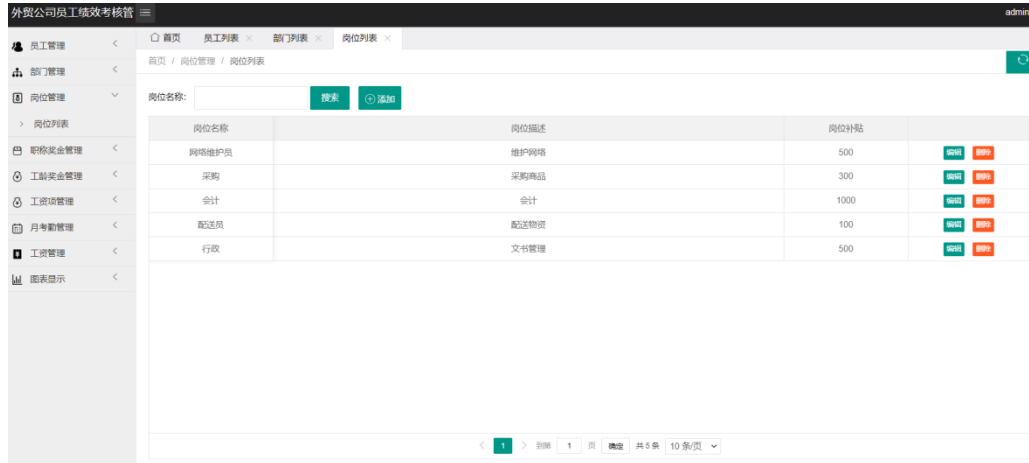 外贸公司员工绩效考核管 admin
员工管理
部门管理
岗位管理
岗位列表
职称奖金管理
工龄奖金管理
工资项管理
月考勤管理
工资管理
图表显示
首页 员工列表 部门列表 岗位列表
首页 / 岗位管理 / 岗位列表
岗位名称: 搜索 添加
岗位名称 岗位描述 岗位补贴
网络维护员 维护网络 500 编辑 删除
采购 采购商品 300 编辑 删除
会计 会计 1000 编辑 删除
配送员 配送物资 100 编辑 删除
行政 文书管理 500 编辑 删除
1 到第 1 页 确定 共5条 10条/页